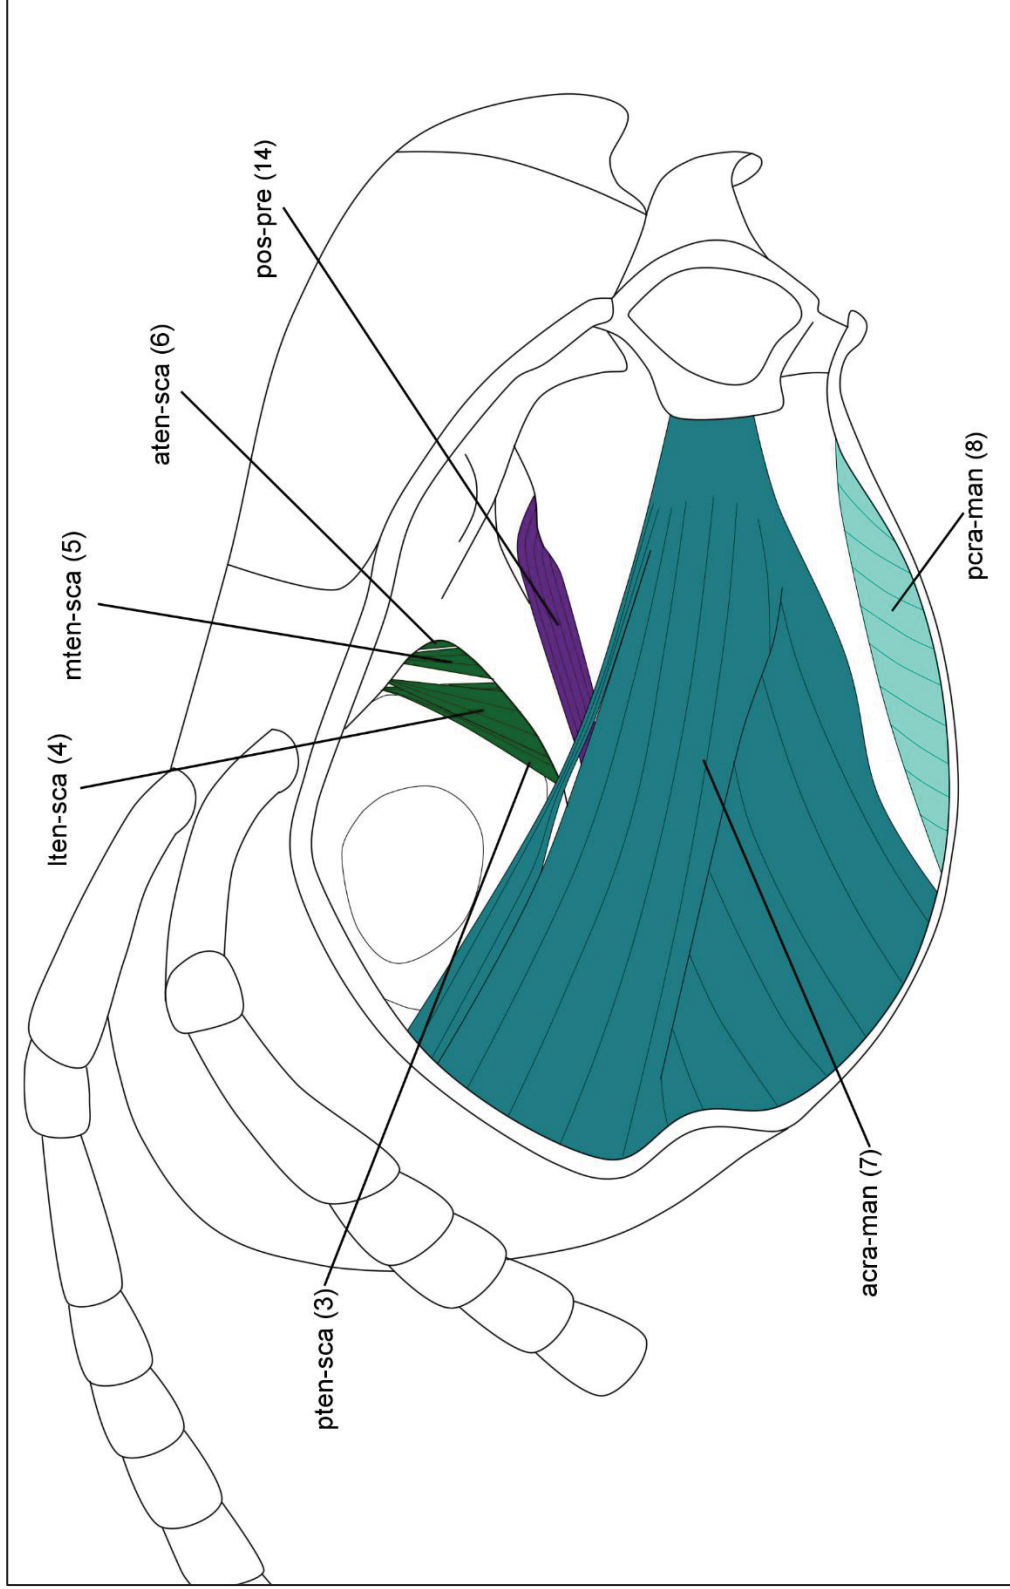 lten-sca (4)
mten-sca (5)
aten-sca (6)
pos-pre (14)
pten-sca (3)
acra-man (7)
pcra-man (8)